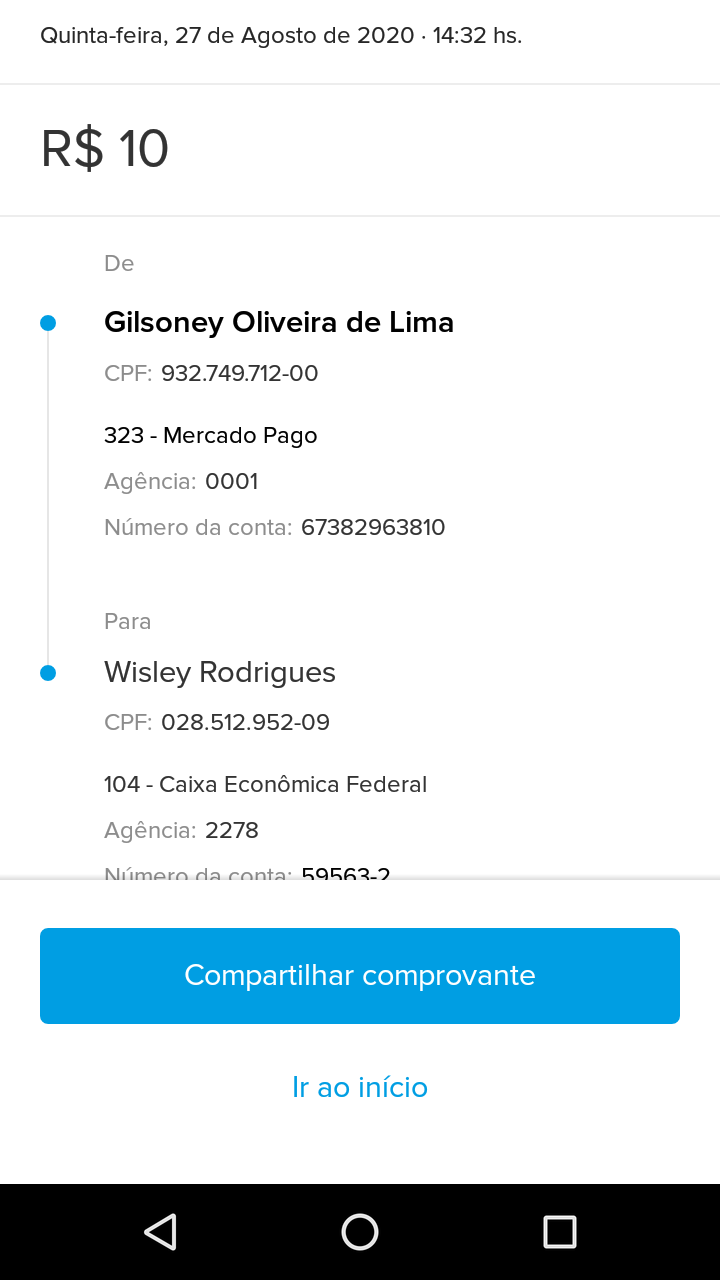 Quinta-feira, 27 de Agosto de 2020 · 14:32 hs.
R$ 10
De
Gilsoney Oliveira de Lima
CPF: 932.749.712-00
323 - Mercado Pago
Agência: 0001
Número da conta: 67382963810
Para
Wisley Rodrigues
CPF: 028.512.952-09
104 - Caixa Econômica Federal
Agência: 2278
Número da conta: 59563-2
Compartilhar comprovante
Ir ao início